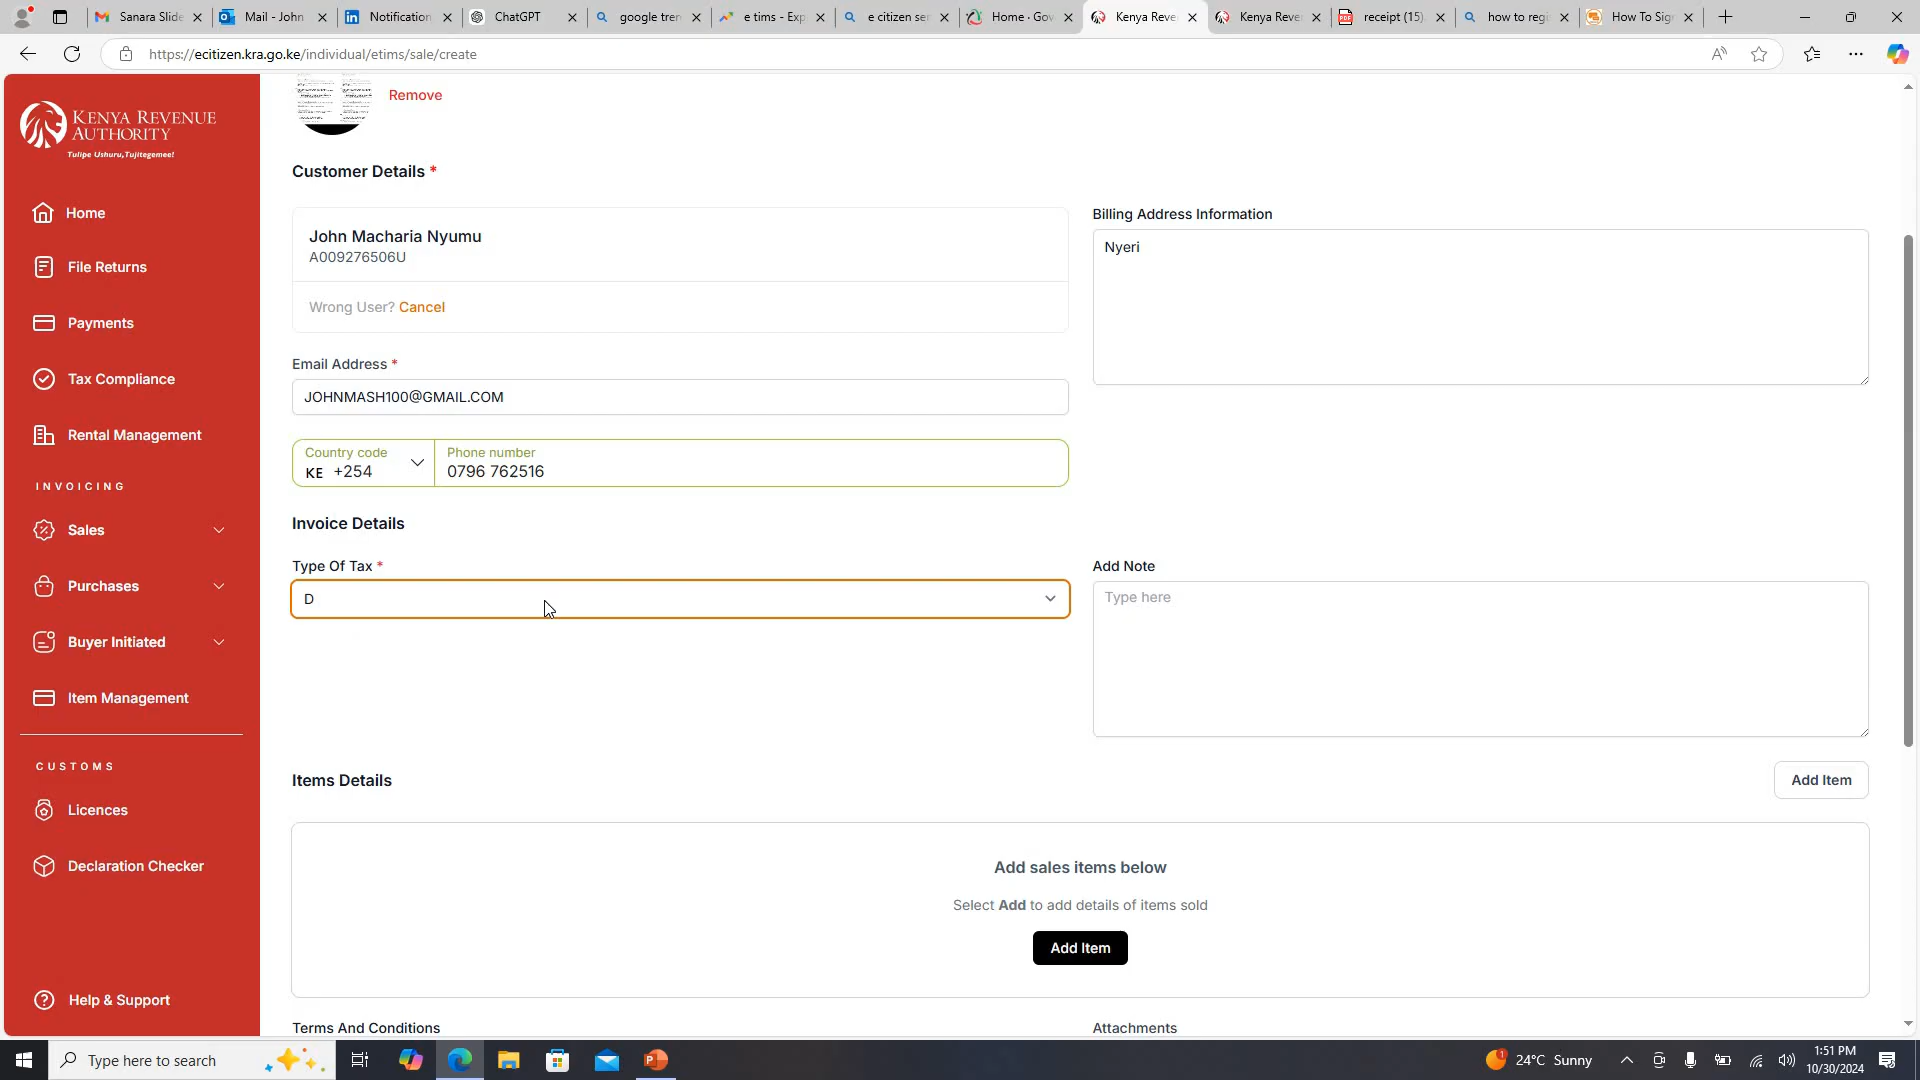 Sanara Slide
Mail - John
Notification
ChatGPT
google tren
e tims - Exp
e citizen ser
Home · Gov
Kenya Reve
Kenya Reve
receipt (15).
how to regi
How To Sig
https://ecitizen.kra.go.ke/individual/etims/sale/create
KENYA REVENUE
AUTHORITY
Tulipe Ushuru,Tujitegemee!
Home
File Returns
Payments
Tax Compliance
Rental Management
INVOICING
Sales
Purchases
Buyer Initiated
Item Management
CUSTOMS
Licences
Declaration Checker
Help & Support
Remove
Customer Details *
John Macharia Nyumu
A009276506U
Wrong User? Cancel
Billing Address Information
Nyeri
Email Address *
JOHNMASH100@GMAIL.COM
Country code
KE +254
Phone number
0796 762516
Invoice Details
Type Of Tax *
D
Add Note
Type here
Items Details
Add Item
Add sales items below
Select Add to add details of items sold
Add Item
Terms And Conditions
Attachments
Type here to search
24°C Sunny
1:51 PM
10/30/2024